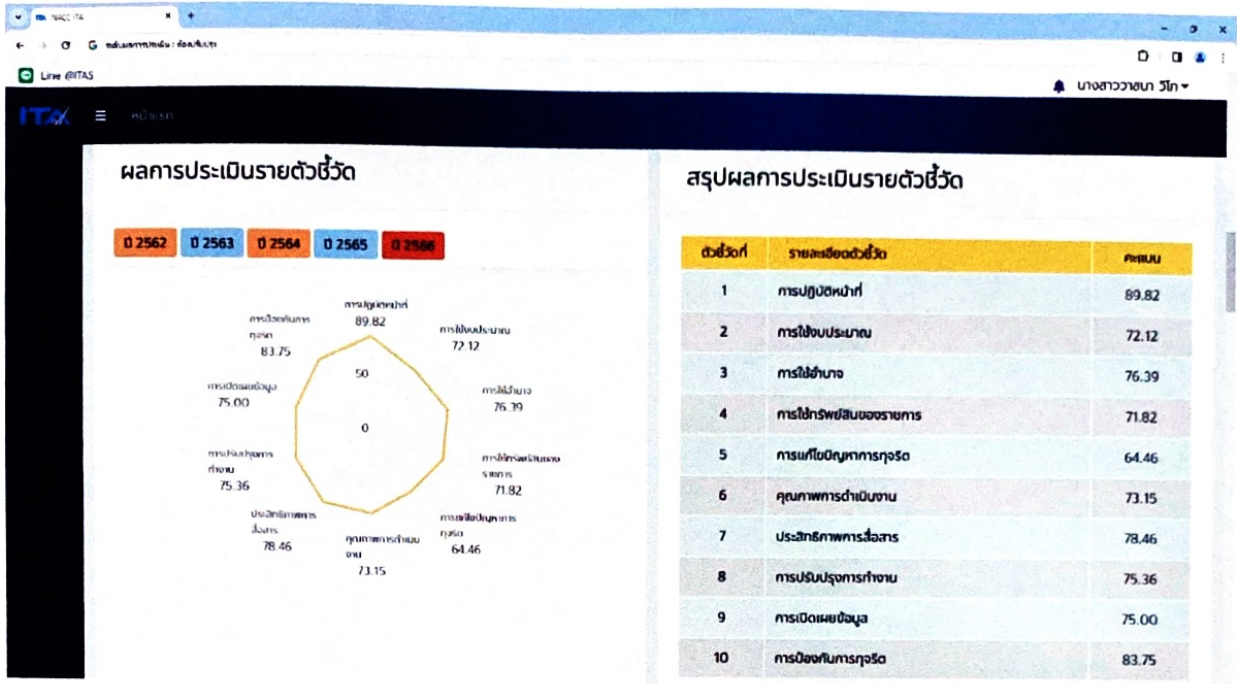 NACC ITA
Line @ITAS
นางสาววาสนา วิโท
ITA
หน้าแรก
ผลการประเมินรายตัวชี้วัด
ปี 2562 ปี 2563 ปี 2564 ปี 2565 ปี 2566
การปฏิบัติหน้าที่
89.82
การใช้งบประมาณ
72.12
การใช้อำนาจ
76.39
การใช้ทรัพย์สินของ
ราชการ
71.82
การแก้ไขปัญหาการ
ทุจริต
64.46
คุณภาพการดำเนิน
งาน
73.15
ประสิทธิภาพการ
สื่อสาร
78.46
การปรับปรุงการ
ทำงาน
75.36
การเปิดเผยข้อมูล
75.00
การป้องกันการ
ทุจริต
83.75
50
0
สรุปผลการประเมินรายตัวชี้วัด
ตัวชี้วัดที่ รายละเอียดตัวชี้วัด คะแนน
1 การปฏิบัติหน้าที่ 89.82
2 การใช้งบประมาณ 72.12
3 การใช้อำนาจ 76.39
4 การใช้ทรัพย์สินของราชการ 71.82
5 การแก้ไขปัญหาการทุจริต 64.46
6 คุณภาพการดำเนินงาน 73.15
7 ประสิทธิภาพการสื่อสาร 78.46
8 การปรับปรุงการทำงาน 75.36
9 การเปิดเผยข้อมูล 75.00
10 การป้องกันการทุจริต 83.75